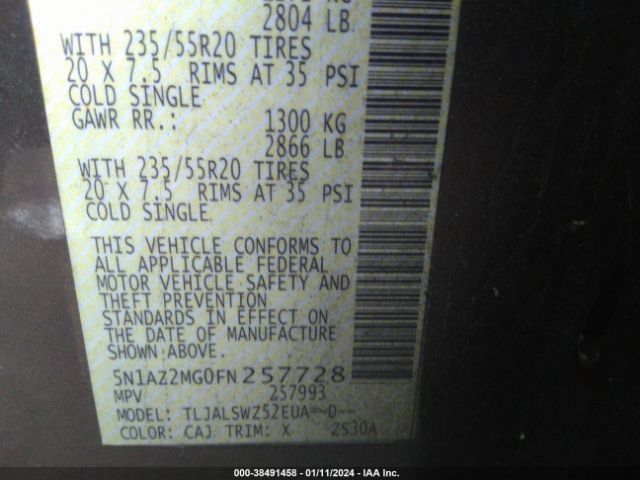 2804 LB
WITH 235/55R20 TIRES
20 X 7.5 RIMS AT 35 PSI
COLD SINGLE
GAWR RR.: 1300 KG
2866 LB
WITH 235/55R20 TIRES
20 X 7.5 RIMS AT 35 PSI
COLD SINGLE
THIS VEHICLE CONFORMS TO
ALL APPLICABLE FEDERAL
MOTOR VEHICLE SAFETY AND
THEFT PREVENTION
STANDARDS IN EFFECT ON
THE DATE OF MANUFACTURE
SHOWN ABOVE.
5N1AZ2MG0FN257728
MPV 257993
MODEL: TLJALSWZ52EUA-D--
COLOR: CAJ TRIM: X 2S30A
000-38491458 - 01/11/2024 - IAA Inc.